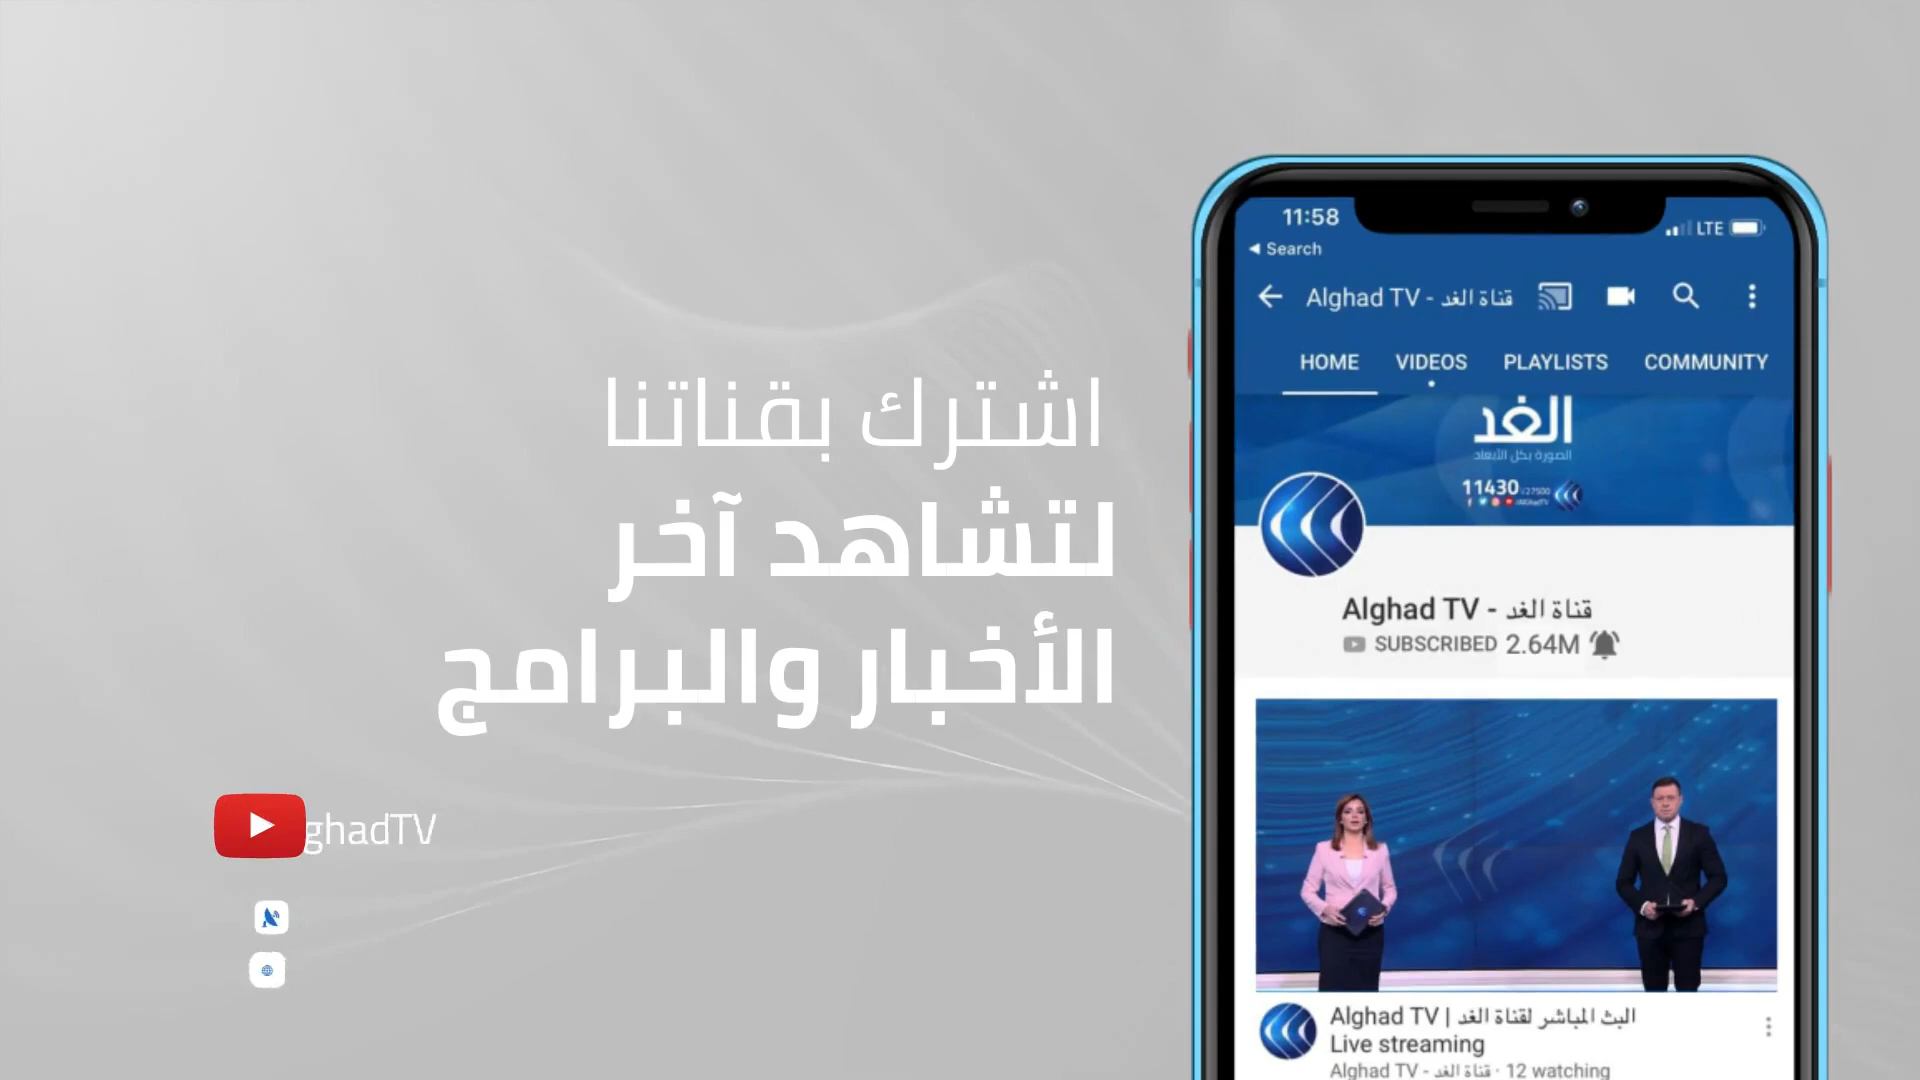 اشترك بقناتنا
لتشاهد آخر
الأخبار والبرامج
ghadTV
11:58
LTE
Search
Alghad TV - قناة الغد
HOME VIDEOS PLAYLISTS COMMUNITY
الغد
الصورة بكل الأبعاد
11430 \27500
AlGhadTV
Alghad TV - قناة الغد
SUBSCRIBED 2.64M
Alghad TV | البث المباشر لقناة الغد
Live streaming
Alghad TV - قناة الغد · 12 watching